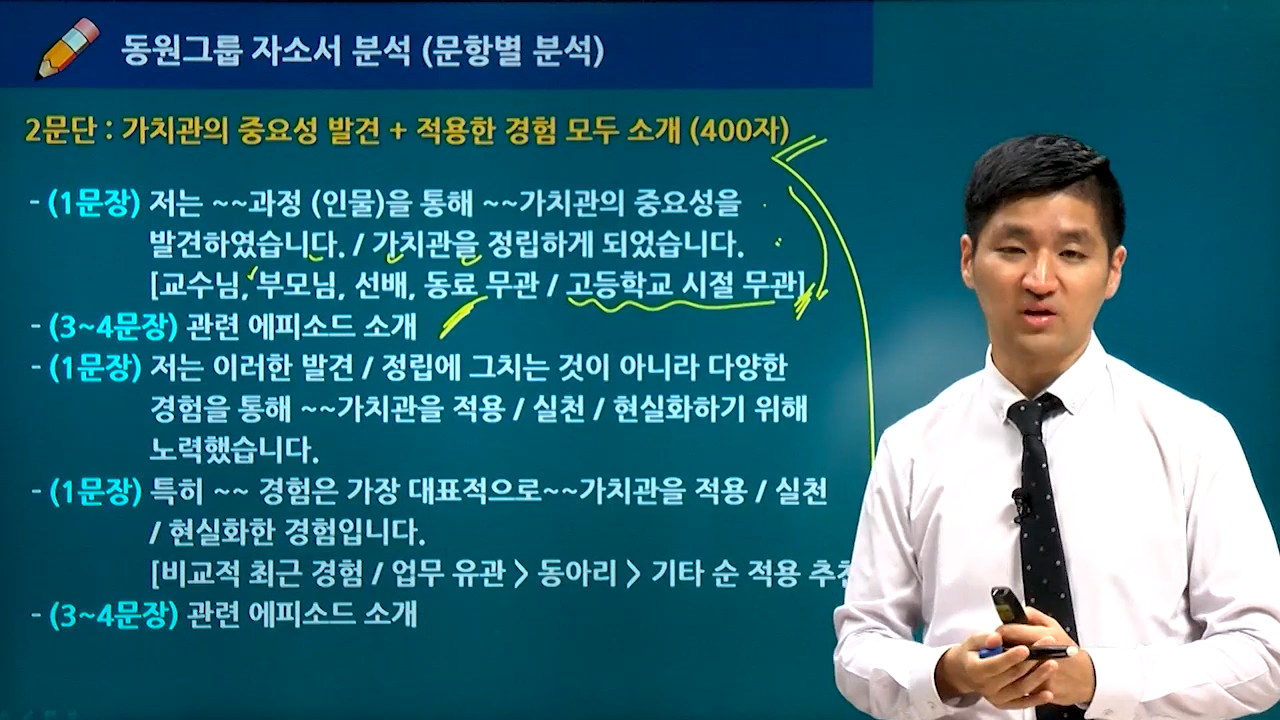 동원그룹 자소서 분석 (문항별 분석)
2문단 : 가치관의 중요성 발견 + 적용한 경험 모두 소개 (400자)
- (1문장) 저는 ~~과정 (인물)을 통해 ~~가치관의 중요성을
발견하였습니다. / 가치관을 정립하게 되었습니다.
[교수님, 부모님, 선배, 동료 무관 / 고등학교 시절 무관]
- (3~4문장) 관련 에피소드 소개
- (1문장) 저는 이러한 발견 / 정립에 그치는 것이 아니라 다양한
경험을 통해 ~~가치관을 적용 / 실천 / 현실화하기 위해
노력했습니다.
- (1문장) 특히 ~~ 경험은 가장 대표적으로~~가치관을 적용 / 실천
/ 현실화한 경험입니다.
[비교적 최근 경험 / 업무 유관 > 동아리 > 기타 순 적용
- (3~4문장) 관련 에피소드 소개